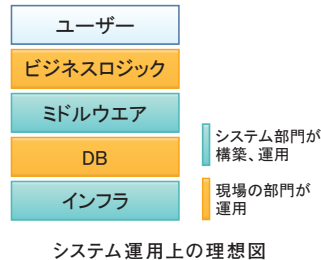 ユーザー
ビジネスロジック
ミドルウエア
DB
インフラ
システム部門が
構築、運用
現場の部門が
運用
システム運用上の理想図